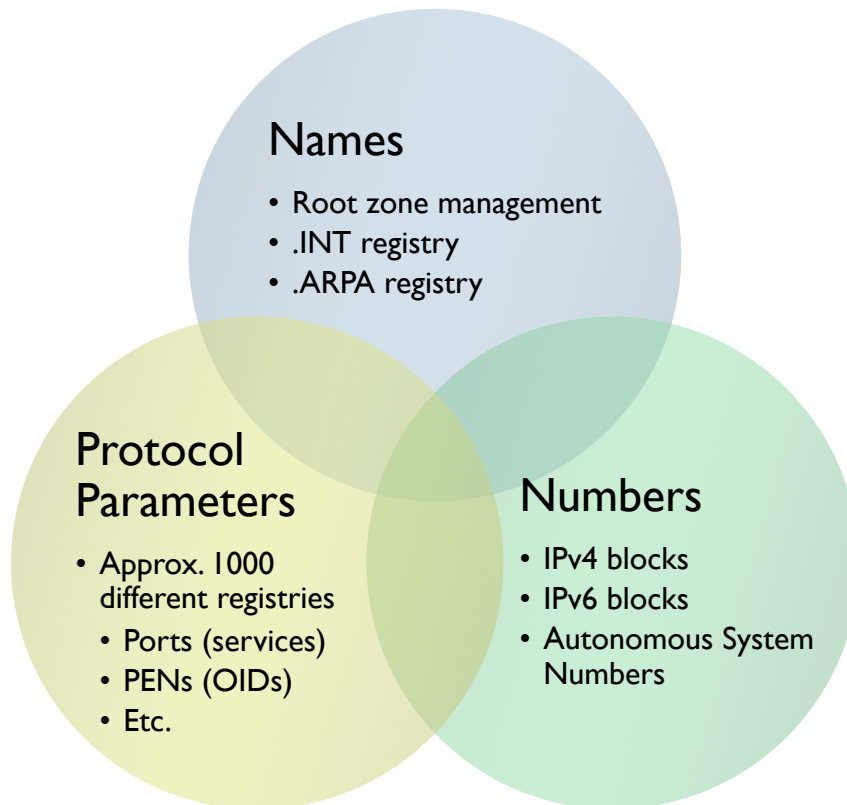 Names
• Root zone management
• .INT registry
• .ARPA registry
Protocol
Parameters
• Approx. 1000
different registries
• Ports (services)
• PENs (OIDs)
• Etc.
Numbers
• IPv4 blocks
• IPv6 blocks
• Autonomous System
Numbers